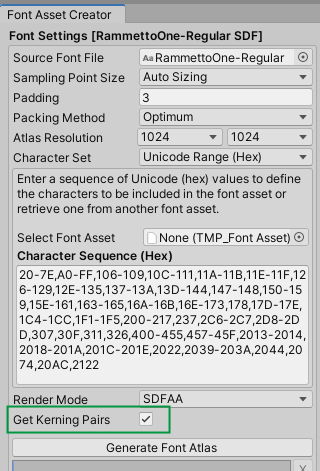 Font Asset Creator
Font Settings [RammettoOne-Regular SDF]
Source Font File Aa RammettoOne-Regular
Sampling Point Size Auto Sizing
Padding 3
Packing Method Optimum
Atlas Resolution 1024 1024
Character Set Unicode Range (Hex)
Enter a sequence of Unicode (hex) values to define
the characters to be included in the font asset or
retrieve one from another font asset.
Select Font Asset None (TMP_Font Asset)
Character Sequence (Hex)
20-7E,A0-FF,106-109,10C-111,11A-11B,11E-11F,12
6-129,12E-135,137-13A,13D-144,147-148,150-15
9,15E-161,163-165,16A-16B,16E-173,178,17D-17E,
1C4-1CC,1F1-1F5,200-217,237,2C6-2C7,2D8-2D
D,307,30F,311,326,400-455,457-45F,2013-2014,
2018-201A,201C-201E,2022,2039-203A,2044,20
74,20AC,2122
Render Mode SDFAA
Get Kerning Pairs
Generate Font Atlas
X